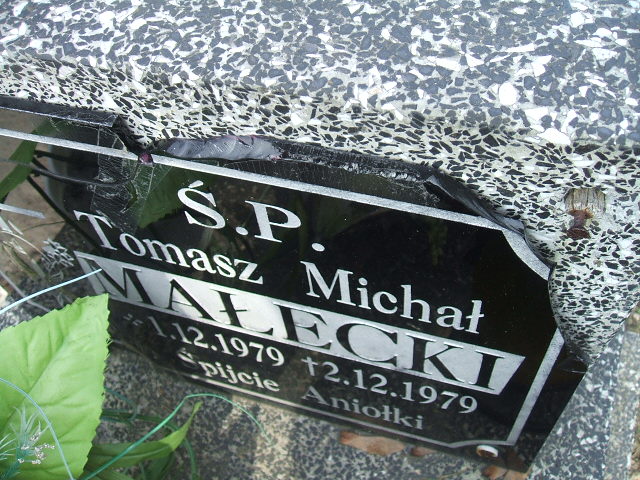 Ś.P.
Tomasz Michał
MAŁECKI
*1.12.1979 †2.12.1979
Śpijcie Aniołki